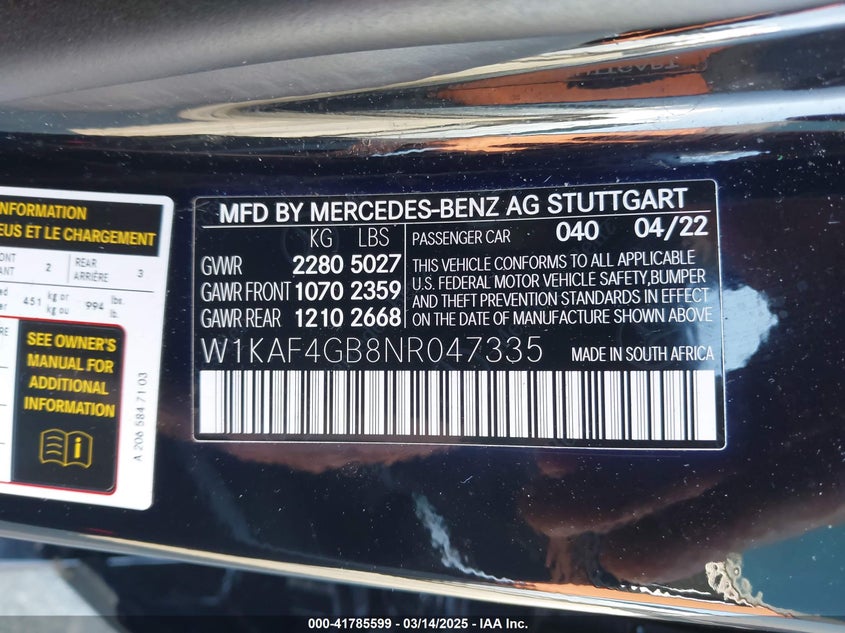 INFORMATION
EUS ET LE CHARGEMENT
2
REAR
ARRIÈRE
3
451 kg or
kg ou
994 lbs.
lb.
SEE OWNER'S
MANUAL FOR
ADDITIONAL
INFORMATION
A 206 584 71 03
MFD BY MERCEDES-BENZ AG STUTTGART
KG LBS
GVWR 2280 5027
GAWR FRONT 1070 2359
GAWR REAR 1210 2668
PASSENGER CAR 040 04/22
THIS VEHICLE CONFORMS TO ALL APPLICABLE
U.S. FEDERAL MOTOR VEHICLE SAFETY,BUMPER
AND THEFT PREVENTION STANDARDS IN EFFECT
ON THE DATE OF MANUFACTURE SHOWN ABOVE
W1KAF4GB8NR047335 MADE IN SOUTH AFRICA
000-41785599 / 03/14/2025 / IAA Inc.